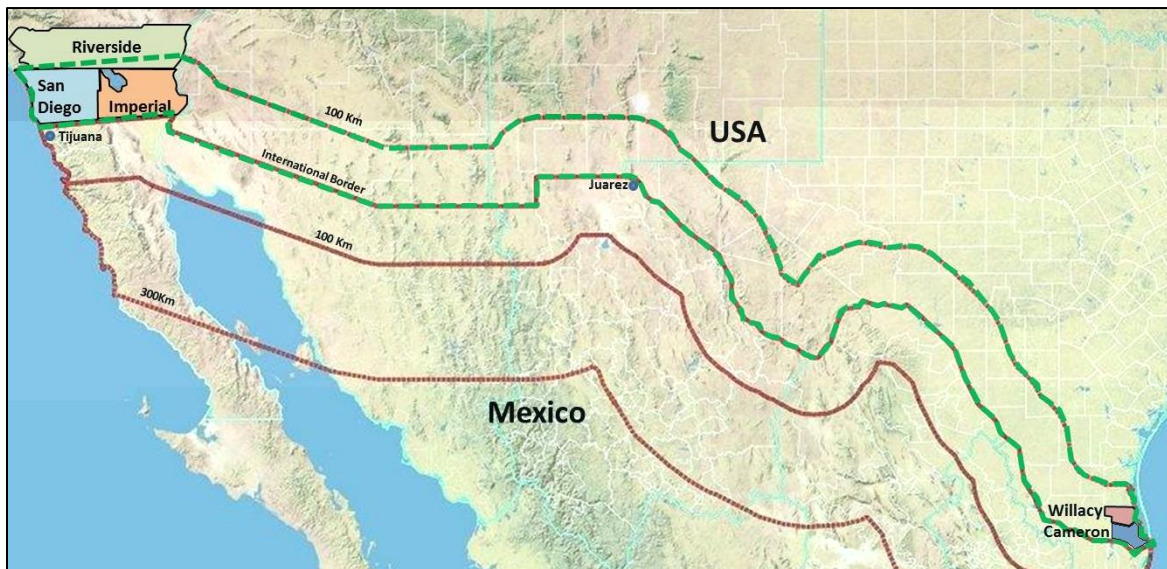 Riverside
San
Diego
Imperial
Tijuana
100 Km
USA
International Border
Juarez
100 Km
300Km
Mexico
Willacy
Cameron